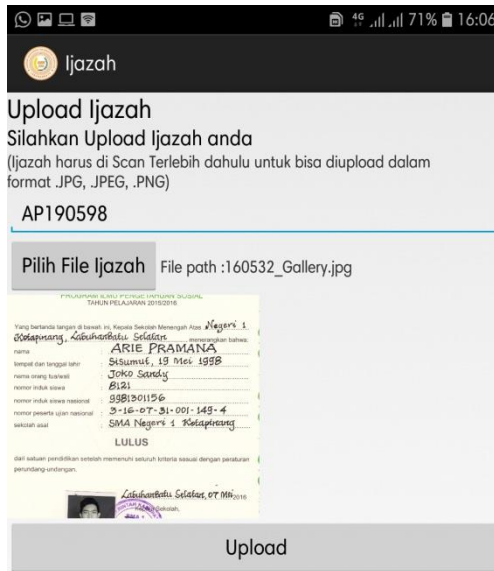 4G 71% 16:06
Ijazah
Upload Ijazah
Silahkan Upload Ijazah anda
(Ijazah harus di Scan Terlebih dahulu untuk bisa diupload dalam
format .JPG, .JPEG, .PNG)
AP190598
Pilih File Ijazah File path :160532_Gallery.jpg
PROGRAM ILMU PENGETAHUAN SOSIAL
TAHUN PELAJARAN 2015/2016
Yang bertanda tangan di bawah ini, Kepala Sekolah Menengah Atas Negeri 1
Kotapinang, Labuhanbatu Selatan menerangkan bahwa:
nama : ARIE PRAMANA
tempat dan tanggal lahir : Sisumut, 19 Mei 1998
nama orang tua/wali : Joko Sandy
nomor induk siswa : 8121
nomor induk siswa nasional : 9981301156
nomor peserta ujian nasional : 3-16-07-31-001-149-4
sekolah asal : SMA Negeri 1 Kotapinang
LULUS
dari satuan pendidikan setelah memenuhi seluruh kriteria sesuai dengan peraturan
perundang-undangan.
Labuhanbatu Selatan, 07 Mei 2016
Kepala Sekolah,
Upload